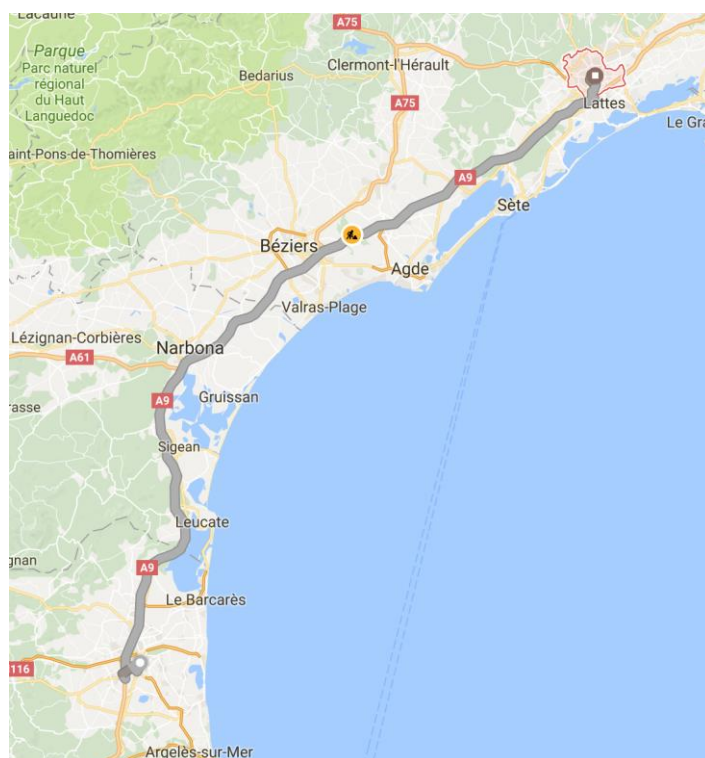 Lacaune
A75
Parque
Parc naturel
régional
du Haut
Languedoc
Clermont-l'Hérault
Bedarius
A75
Lattes
Le Gra
aint-Pons-de-Thomières
A9
Sète
Béziers
Agde
Valras-Plage
Lézignan-Corbières
Narbona
A61
Gruissan
A9
rasse
Sigean
Leucate
gnan
A9
Le Barcarès
116
Argelès-sur-Mer